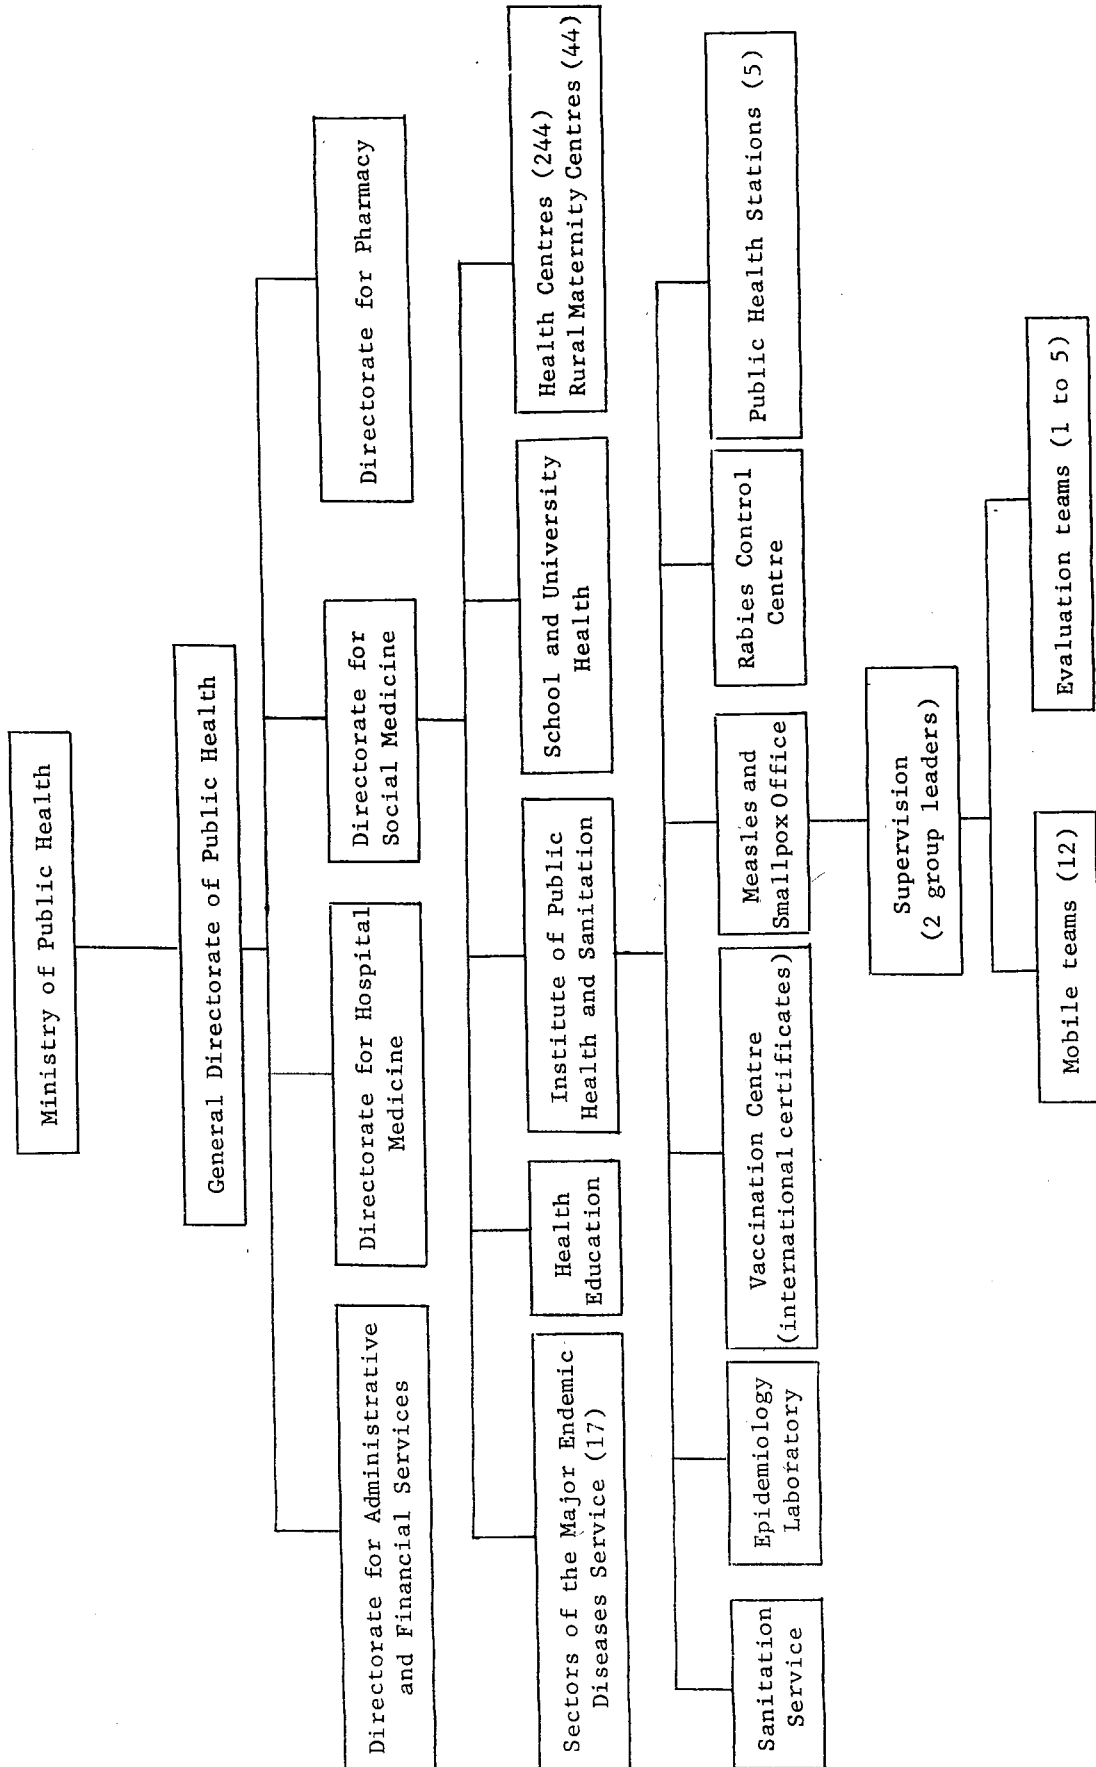 Ministry of Public Health
General Directorate of Public Health
Directorate for Administrative
and Financial Services
Directorate for Hospital
Medicine
Directorate for
Social Medicine
Directorate for Pharmacy
Sectors of the Major Endemic
Diseases Service (17)
Health
Education
Institute of Public
Health and Sanitation
School and University
Health
Health Centres (244)
Rural Maternity Centres (44)
Sanitation
Service
Epidemiology
Laboratory
Vaccination Centre
(international certificates)
Measles and
Smallpox Office
Rabies Control
Centre
Public Health Stations (5)
Supervision
(2 group leaders)
Mobile teams (12)
Evaluation teams (1 to 5)